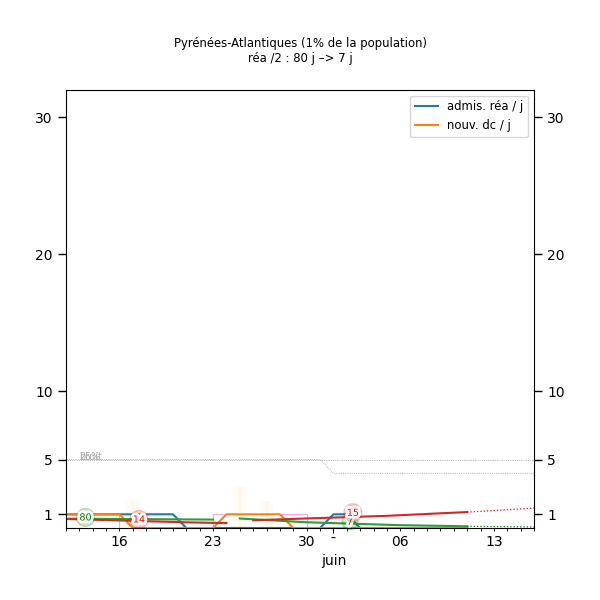 Pyrénées-Atlantiques (1% de la population)
réa /2 : 80 j –> 7 j
admis. réa / j
nouv. dc / j
30 30
20 20
10 10
5 5
1 1
80 14 15
16 23 30 - 06 13
juin